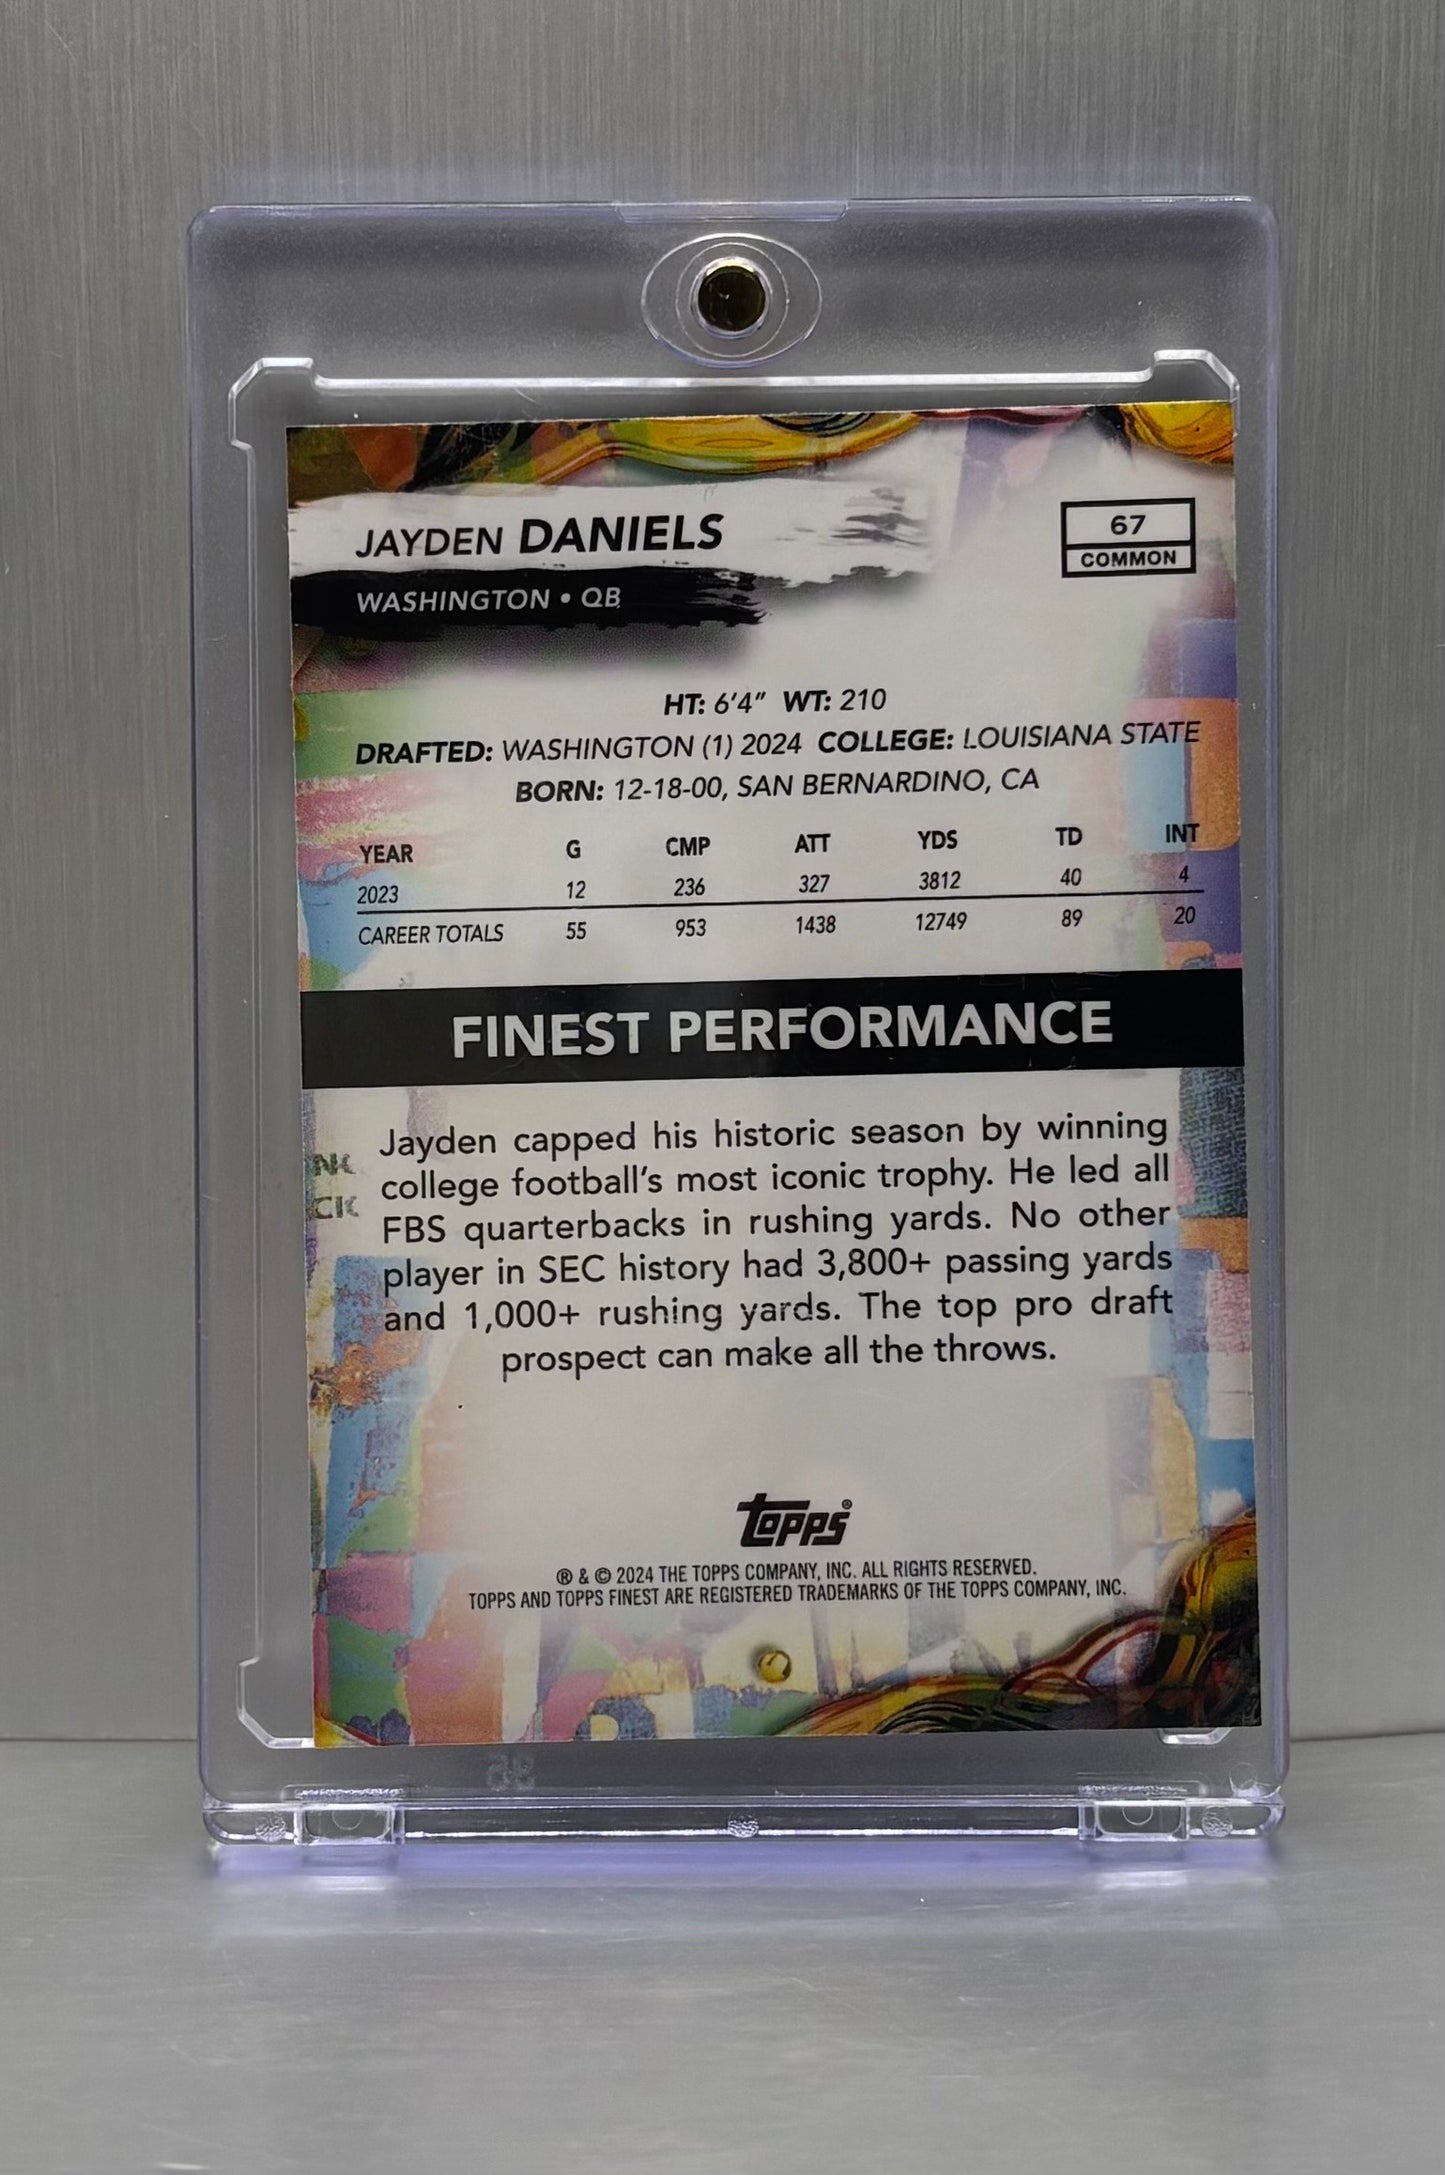 JAYDEN DANIELS
67
COMMON
WASHINGTON • QB
HT: 6'4" WT: 210
DRAFTED: WASHINGTON (1) 2024 COLLEGE: LOUISIANA STATE
BORN: 12-18-00, SAN BERNARDINO, CA
YEAR G CMP ATT YDS TD INT
2023 12 236 327 3812 40 4
CAREER TOTALS 55 953 1438 12749 89 20
FINEST PERFORMANCE
Jayden capped his historic season by winning
college football's most iconic trophy. He led all
FBS quarterbacks in rushing yards. No other
player in SEC history had 3,800+ passing yards
and 1,000+ rushing yards. The top pro draft
prospect can make all the throws.
topps®
® & © 2024 THE TOPPS COMPANY, INC. ALL RIGHTS RESERVED.
TOPPS AND TOPPS FINEST ARE REGISTERED TRADEMARKS OF THE TOPPS COMPANY, INC.